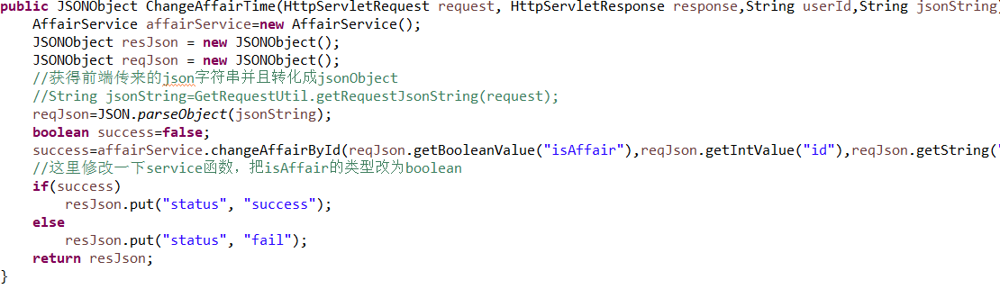 public JSONObject ChangeAffairTime(HttpServletRequest request, HttpServletResponse response,String userId,String jsonString)
AffairService affairService=new AffairService();
JSONObject resJson = new JSONObject();
JSONObject reqJson = new JSONObject();
//获得前端传来的json字符串并且转化成jsonObject
//String jsonString=GetRequestUtil.getRequestJsonString(request);
reqJson=JSON.parseObject(jsonString);
boolean success=false;
success=affairService.changeAffairById(reqJson.getBooleanValue("isAffair"),reqJson.getIntValue("id"),reqJson.getString("
//这里修改一下service函数，把isAffair的类型改为boolean
if(success)
resJson.put("status", "success");
else
resJson.put("status", "fail");
return resJson;
}